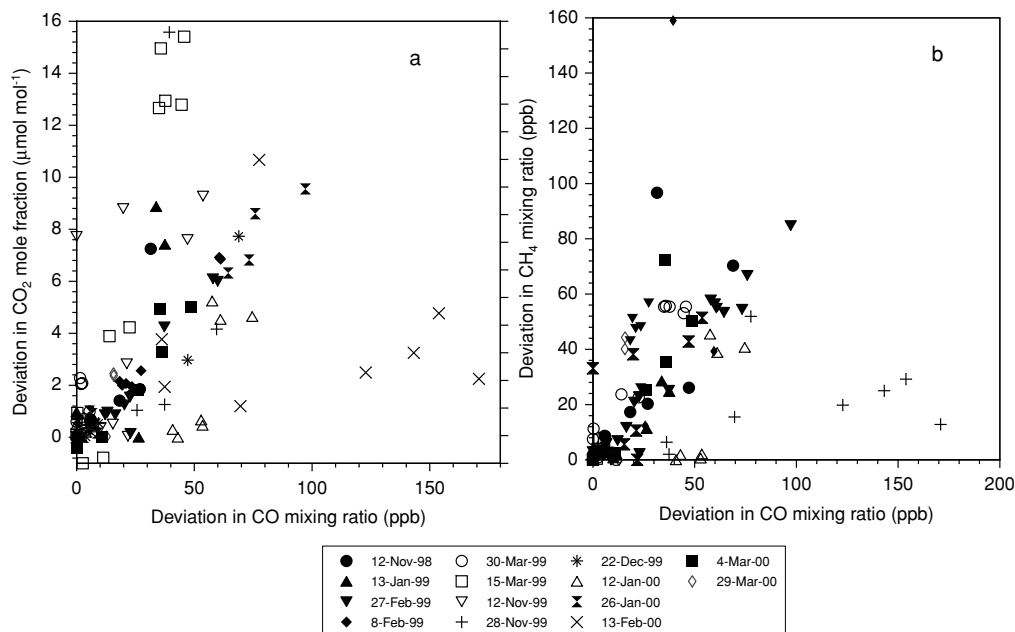 a
16
14
12
10
8
6
4
2
0
0
50
100
150
Deviation in CO₂ mole fraction (µmol mol⁻¹)
Deviation in CO mixing ratio (ppb)
b
160
140
120
100
80
60
40
20
0
0
50
100
150
200
Deviation in CH₄ mixing ratio (ppb)
Deviation in CO mixing ratio (ppb)
12-Nov-98 30-Mar-99 22-Dec-99 4-Mar-00
13-Jan-99 15-Mar-99 12-Jan-00 29-Mar-00
27-Feb-99 12-Nov-99 26-Jan-00
8-Feb-99 28-Nov-99 13-Feb-00